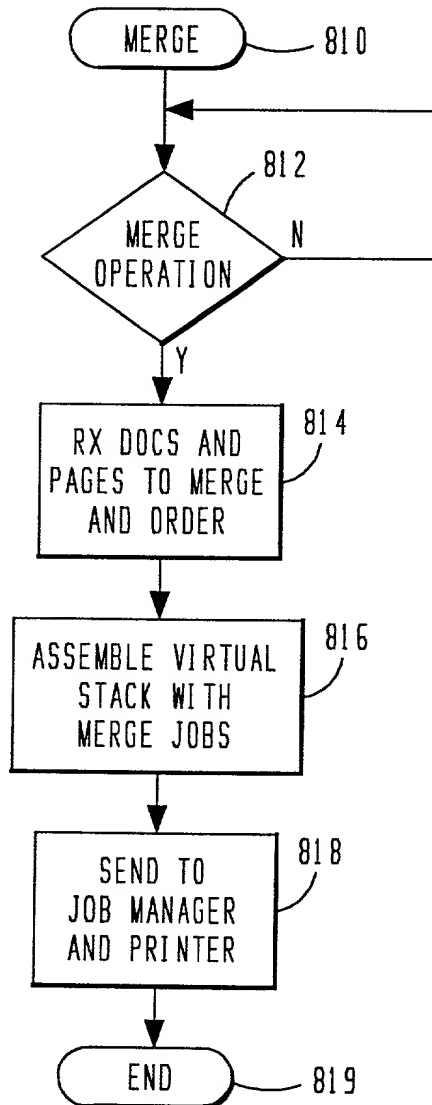 MERGE
810
812
MERGE
OPERATION
N
Y
RX DOCS AND
PAGES TO MERGE
AND ORDER
814
ASSEMBLE VIRTUAL
STACK WITH
MERGE JOBS
816
SEND TO
JOB MANAGER
AND PRINTER
818
END
819